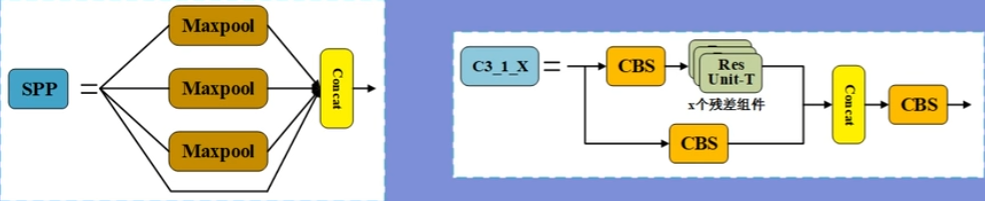 Maxpool
SPP
=
Maxpool
Maxpool
Concat
C3_1_X
=
CBS
Res
Unit-T
x个残差组件
CBS
Concat
CBS